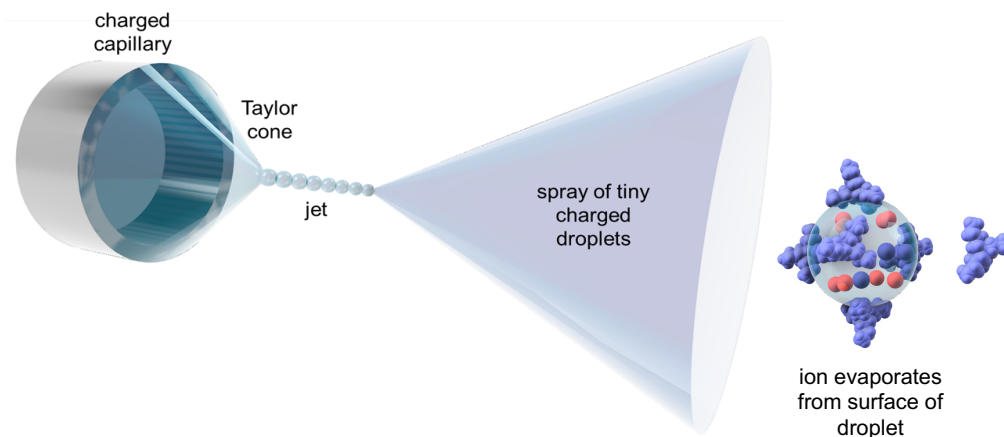 charged
capillary
Taylor
cone
jet
spray of tiny
charged
droplets
ion evaporates
from surface of
droplet